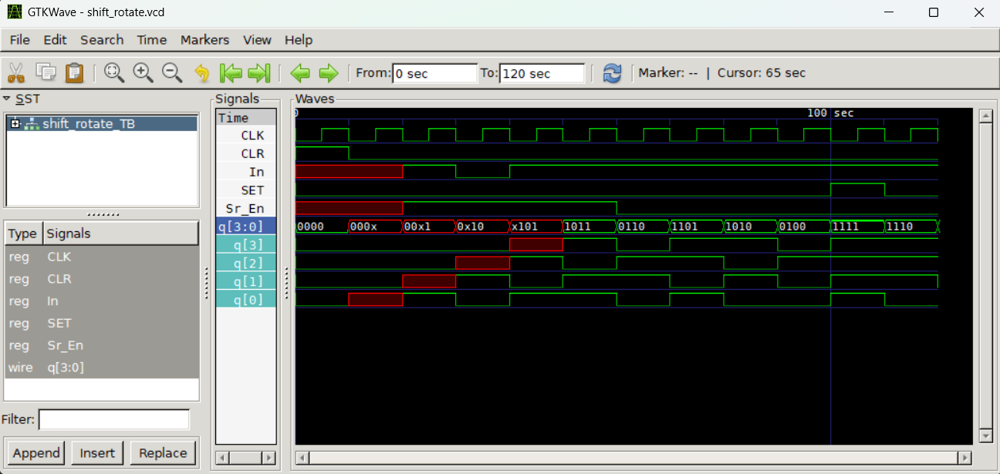 GTKWave - shift_rotate.vcd
File Edit Search Time Markers View Help
From: 0 sec To: 120 sec Marker: -- | Cursor: 65 sec
SST
shift_rotate_TB
Type Signals
reg CLK
reg CLR
reg In
reg SET
reg Sr_En
wire q[3:0]
Filter:
Append Insert Replace
Signals
Time
CLK
CLR
In
SET
Sr_En
q[3:0]
q[3]
q[2]
q[1]
q[0]
Waves
0 100 sec
0000 000x 00x1 0x10 x101 1011 0110 1101 1010 0100 1111 1110